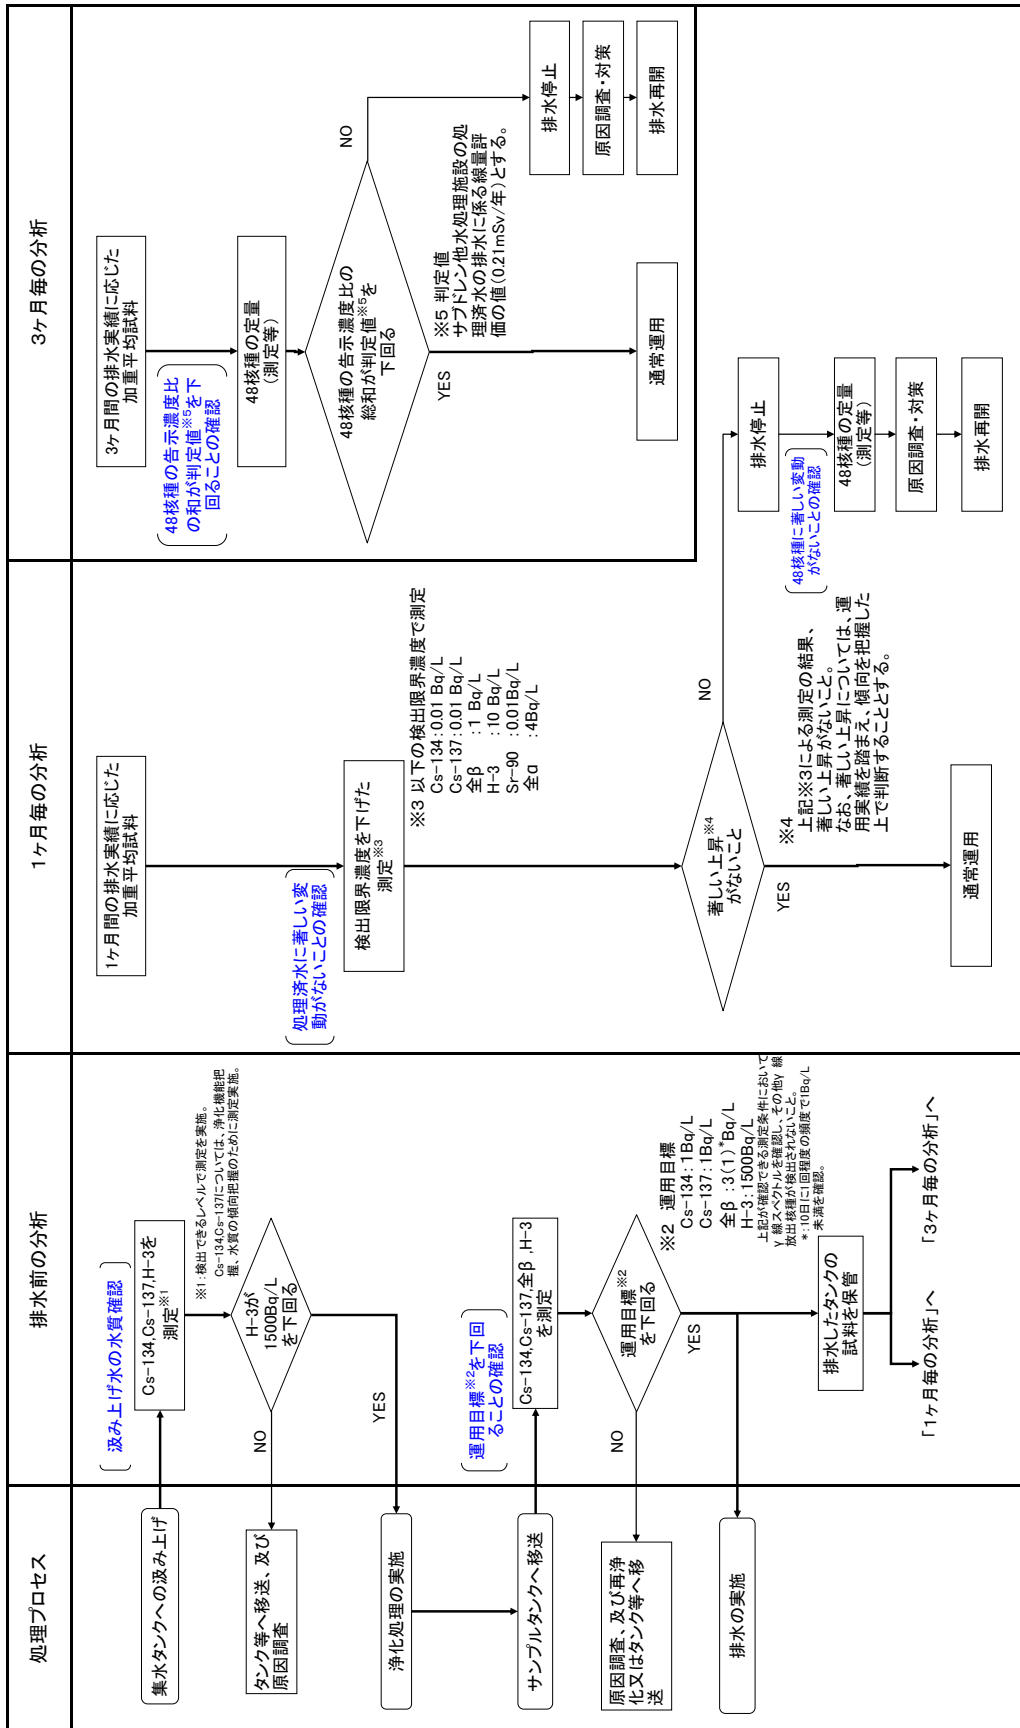 処理プロセス
排水前の分析
1ヶ月毎の分析
3ヶ月毎の分析
集水タンクへの汲み上げ
タンク等へ移送、及び
原因調査
浄化処理の実施
サンプルタンクへ移送
原因調査、及び再浄
化又はタンク等へ移
送
排水の実施
汲み上げ水の水質確認
Cs-134,Cs-137,H-3を
測定※1
※1:検出できるレベルで測定を実施。
Cs-134,Cs-137については、浄化機能把
握、水質の傾向把握のために測定実施。
H-3が
1500Bq/L
を下回る
NO
YES
運用目標※2を下回
ることの確認
Cs-134,Cs-137,全β,H-3
を測定
運用目標※2
を下回る
NO
YES
※2 運用目標
Cs-134:1Bq/L
Cs-137:1Bq/L
全β:3(1)*Bq/L
H-3:1500Bq/L
上記が確認できる測定条件において
γ線スペクトルを確認し、その他γ線
放出核種が検出されないこと。
*:10日に1回程度の頻度で1Bq/L
未満を確認。
排水したタンクの
試料を保管
「1ヶ月毎の分析」へ
「3ヶ月毎の分析」へ
1ヶ月間の排水実績に応じた
加重平均試料
処理済水に著しい変
動がないことの確認
検出限界濃度を下げた
測定※3
※3 以下の検出限界濃度で測定
Cs-134:0.01 Bq/L
Cs-137:0.01 Bq/L
全β :1 Bq/L
H-3 :10 Bq/L
Sr-90 :0.01Bq/L
全α :4Bq/L
著しい上昇※4
がないこと
NO
YES
※4
上記※3による測定の結果、
著しい上昇がないこと。
なお、著しい上昇については、運
用実績を踏まえ、傾向を把握した
上で判断することとする。
通常運用
排水停止
48核種に著しい変動
がないことの確認
48核種の定量
(測定等)
原因調査・対策
排水再開
3ヶ月間の排水実績に応じた
加重平均試料
48核種の告示濃度比
の和が判定値※5を下
回ることの確認
48核種の定量
(測定等)
48核種の告示濃度比の
総和が判定値※5を
下回る
NO
YES
※5 判定値
サブドレン他水処理施設の処
理済水の排水に係る線量評
価の値(0.21mSv/年)とする。
通常運用
排水停止
原因調査・対策
排水再開